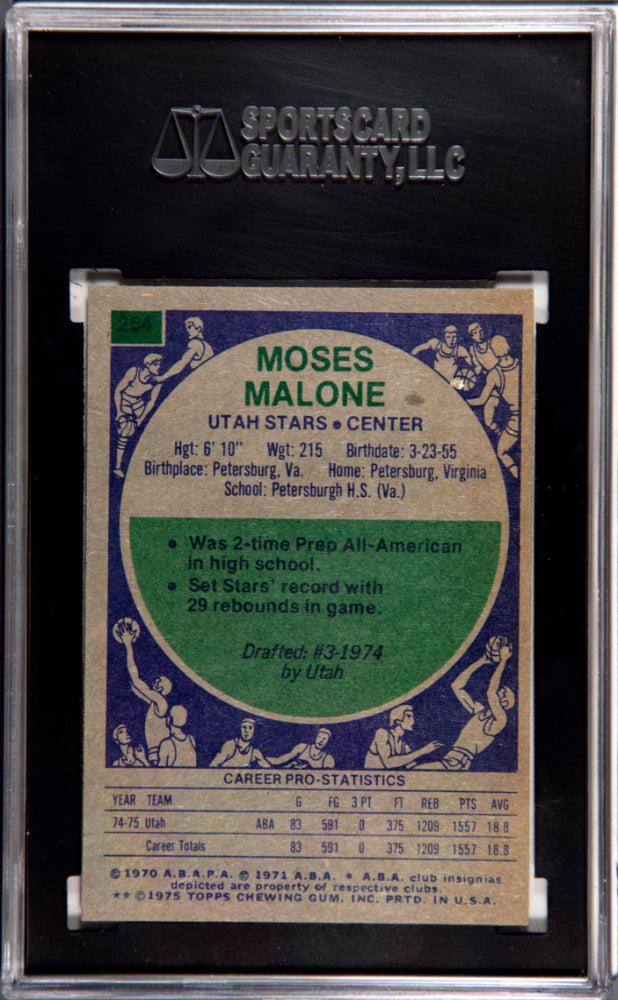 SPORTSCARD
GUARANTY, LLC
254
MOSES
MALONE
UTAH STARS • CENTER
Hgt: 6' 10" Wgt: 215 Birthdate: 3-23-55
Birthplace: Petersburg, Va. Home: Petersburg, Virginia
School: Petersburgh H.S. (Va.)
• Was 2-time Prep All-American
in high school.
• Set Stars' record with
29 rebounds in game.
Drafted: #3-1974
by Utah
CAREER PRO-STATISTICS
YEAR TEAM G FG 3 PT FT REB PTS AVG
74-75 Utah ABA 83 591 0 375 1209 1557 18.8
Career Totals 83 591 0 375 1209 1557 18.8
© 1970 A.B.A.P.A. © 1971 A.B.A. • A.B.A. club insignias
depicted are property of respective clubs.
** © 1975 TOPPS CHEWING GUM, INC. PRTD. IN U.S.A.